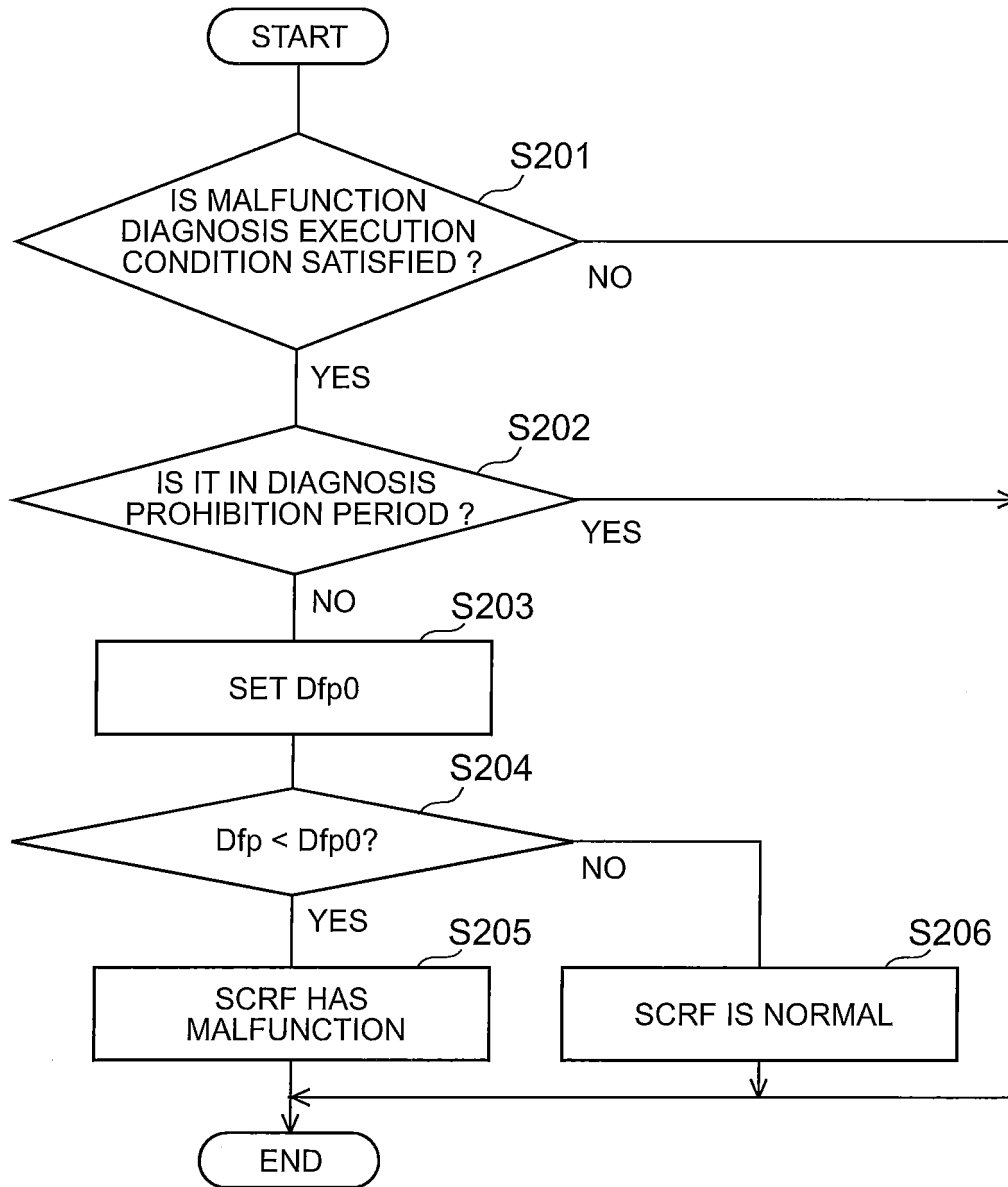 START
S201
IS MALFUNCTION
DIAGNOSIS EXECUTION
CONDITION SATISFIED ?
NO
YES
S202
IS IT IN DIAGNOSIS
PROHIBITION PERIOD ?
YES
NO
S203
SET Dfp0
S204
Dfp < Dfp0?
NO
YES
S205
S206
SCRF HAS
MALFUNCTION
SCRF IS NORMAL
END